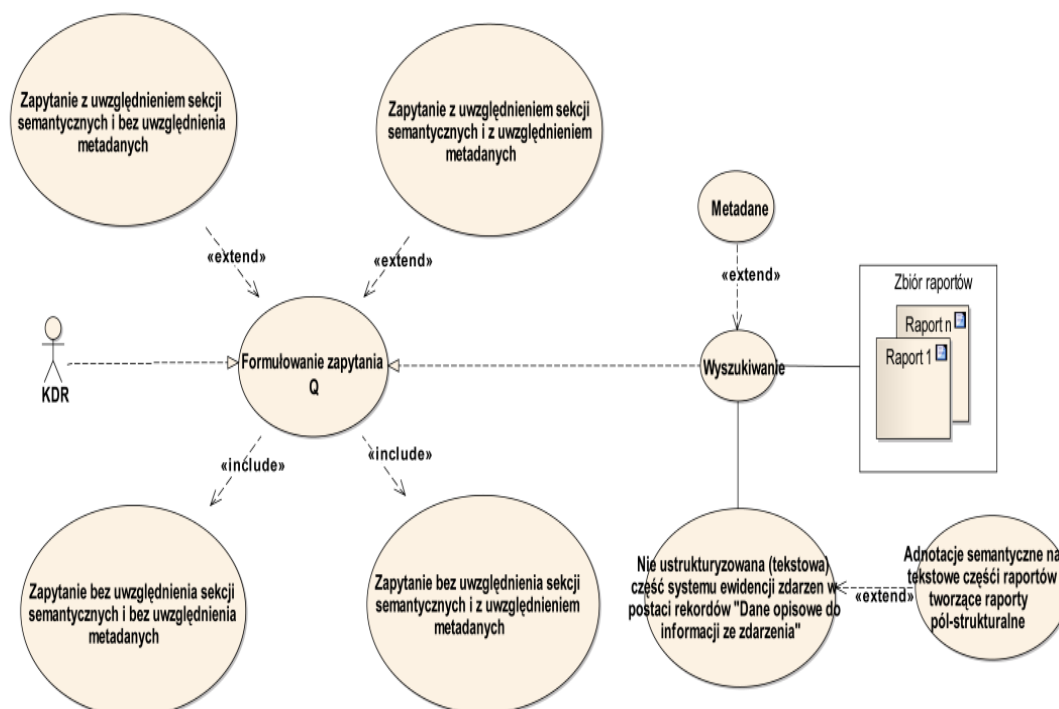 Zapytanie z uwzględnieniem sekcji
semantycznych i bez uwzględnienia
metadanych
Zapytanie z uwzględnieniem sekcji
semantycznych i z uwzględnieniem
metadanych
Metadane
«extend»
«extend»
«extend»
Zbiór raportów
Raport n
Raport 1
KDR
Formułowanie zapytania
Q
Wyszukiwanie
«include»
«include»
Zapytanie bez uwzględnienia sekcji
semantycznych i bez uwzględnienia
metadanych
Zapytanie bez uwzględnienia sekcji
semantycznych i z uwzględnieniem
metadanych
Nie ustrukturyzowana (tekstowa)
część systemu ewidencji zdarzen w
postaci rekordów "Dane opisowe do
informacji ze zdarzenia"
«extend»
Adnotacje semantyczne na
tekstowe częśći raportów
tworzące raporty
pól-strukturalne